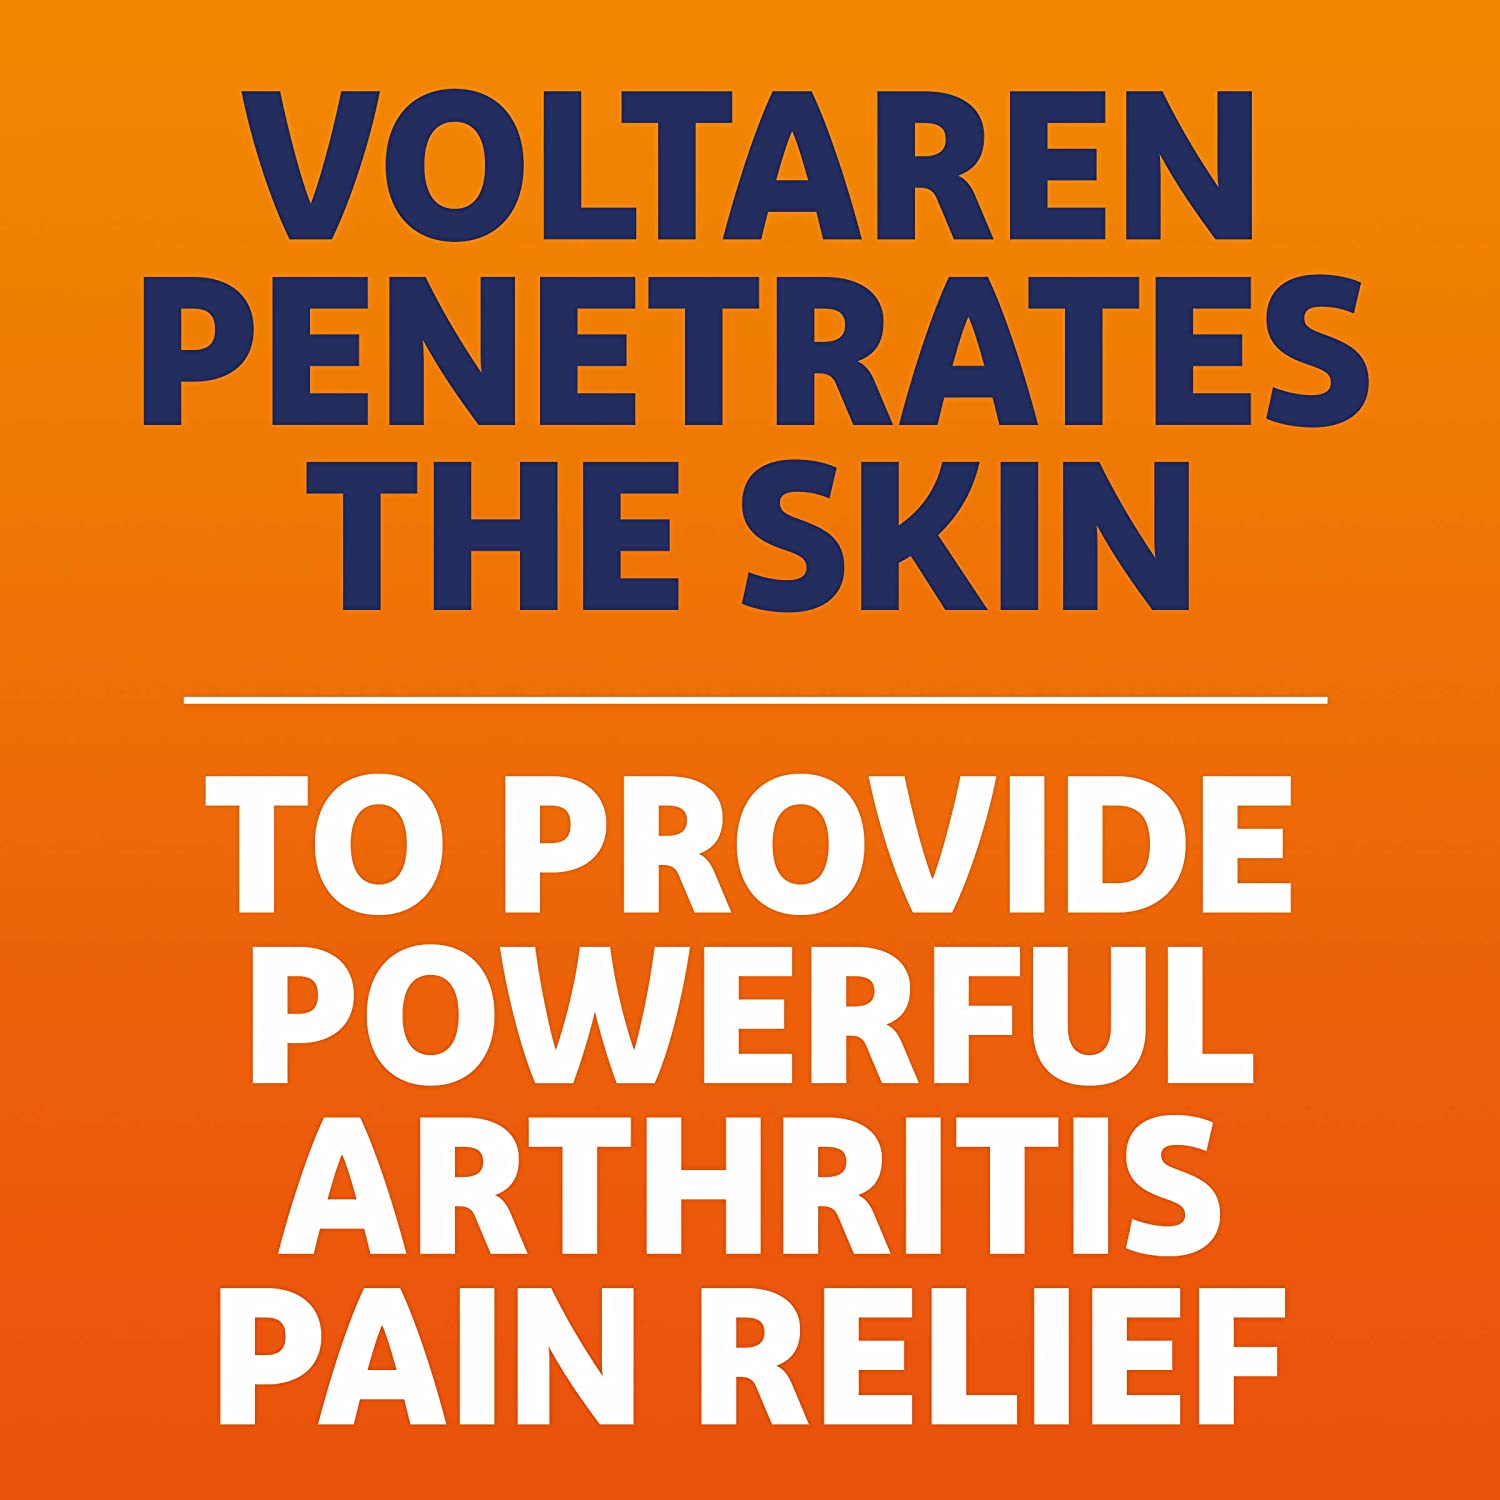 VOLTAREN
PENETRATES
THE SKIN
TO PROVIDE
POWERFUL
ARTHRITIS
PAIN RELIEF